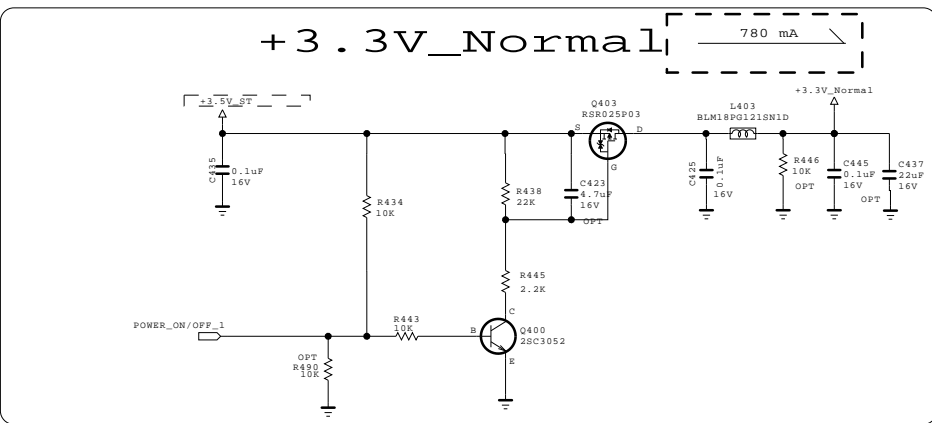 +3.3V_Normal
780 mA
+3.5V_ST
C435
0.1uF
16V
R434
10K
R438
22K
C423
4.7uF
16V
OPT
Q403
RSR025P03
S
D
G
C425
0.1uF
16V
L403
BLM18PG121SN1D
+3.3V_Normal
R446
10K
OPT
C445
0.1uF
16V
C437
22uF
16V
OPT
R445
2.2K
POWER_ON/OFF_1
OPT
R490
10K
R443
10K
B
C
E
Q400
2SC3052